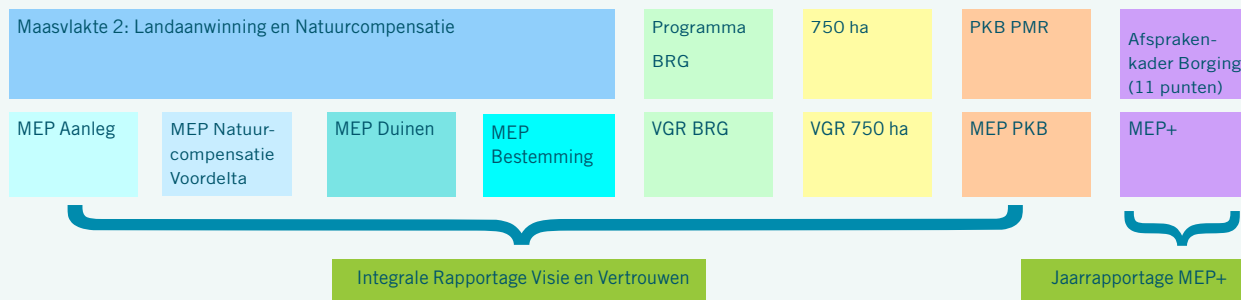 Maasvlakte 2: Landaanwinning en Natuurcompensatie
Programma
BRG
750 ha
PKB PMR
Afspraken-
kader Borging
(11 punten)
MEP Aanleg
MEP Natuur-
compensatie
Voordelta
MEP Duinen
MEP
Bestemming
VGR BRG
VGR 750 ha
MEP PKB
MEP+
Integrale Rapportage Visie en Vertrouwen
Jaarrapportage MEP+